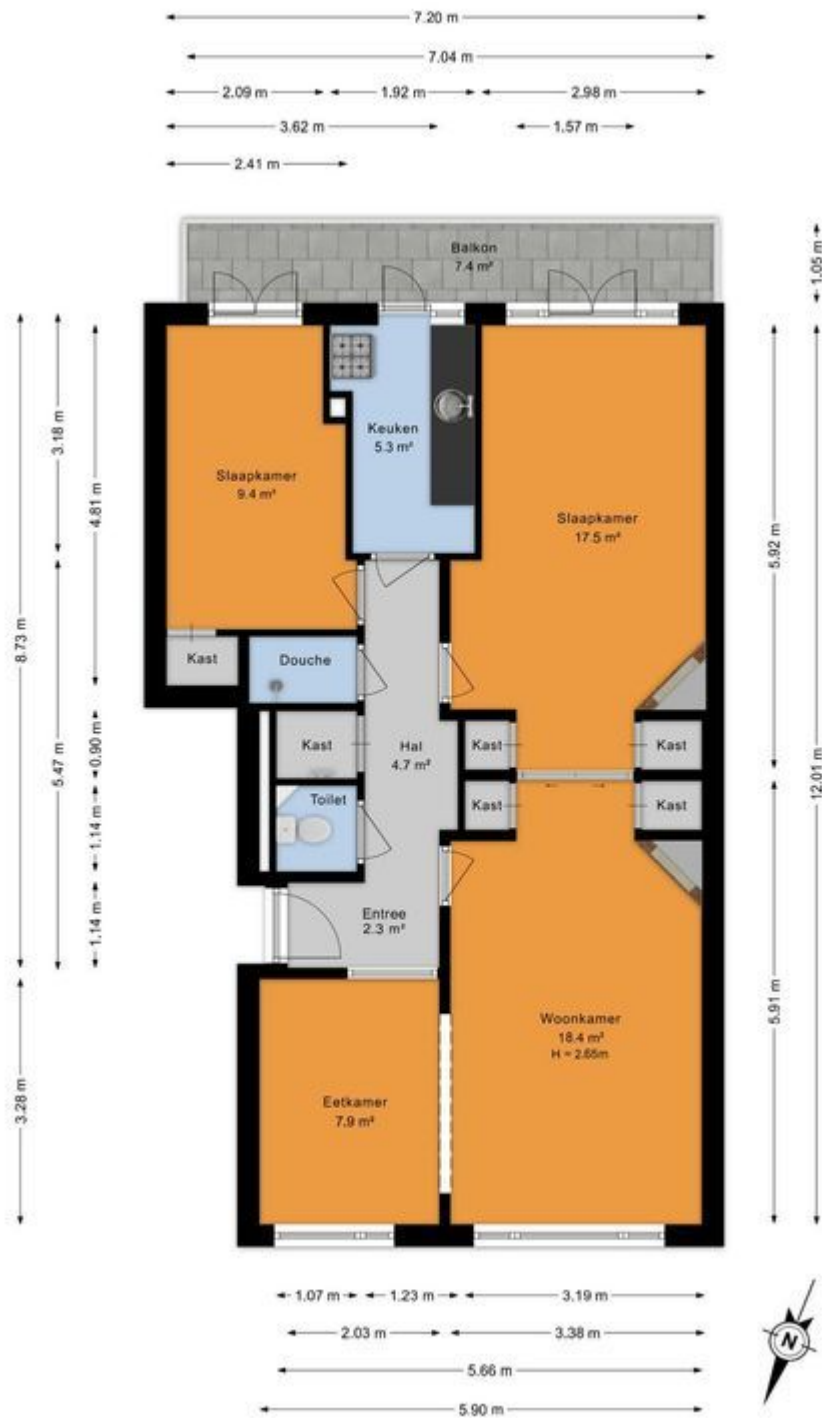 7.20 m
7.04 m
2.09 m
1.92 m
2.98 m
3.62 m
1.57 m
2.41 m
Balkon
7.4 m²
1.05 m
Keuken
5.3 m²
Slaapkamer
9.4 m²
Slaapkamer
17.5 m²
3.18 m
4.81 m
5.92 m
8.73 m
5.47 m
12.01 m
Kast
Douche
Kast
Hal
4.7 m²
Kast
Kast
Kast
Kast
Toilet
0.90 m
1.14 m
1.14 m
Entree
2.3 m²
Woonkamer
18.4 m²
H = 2.65m
5.91 m
Eetkamer
7.9 m²
3.28 m
1.07 m
1.23 m
3.19 m
2.03 m
3.38 m
5.66 m
5.90 m
N